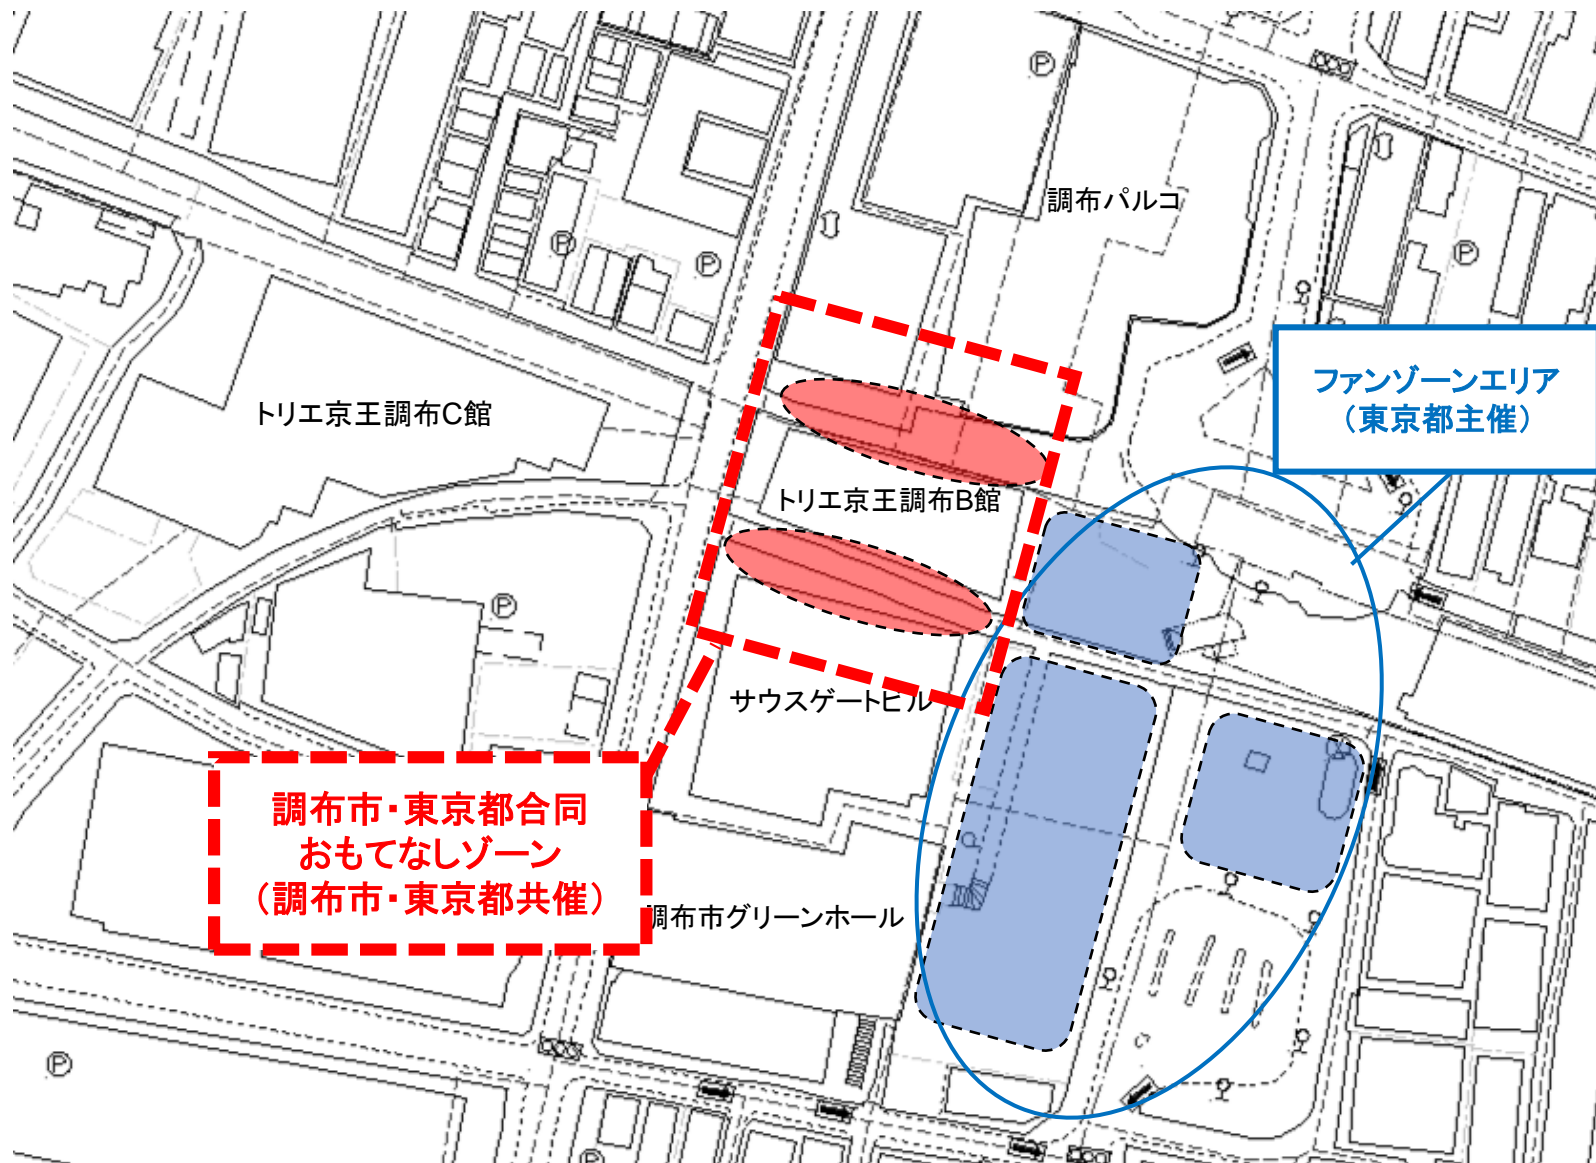 調布パルコ
ファンゾーンエリア
（東京都主催）
トリエ京王調布C館
トリエ京王調布B館
サウスゲートビル
調布市・東京都合同
おもてなしゾーン
（調布市・東京都共催）
調布市グリーンホール
P
P
P
P
P
P
P